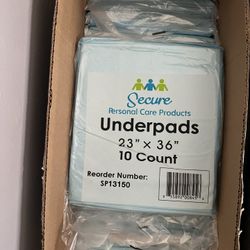 Secure
Personal Care Products
Underpads
23" x 36"
10 Count
Reorder Number:
SP13150